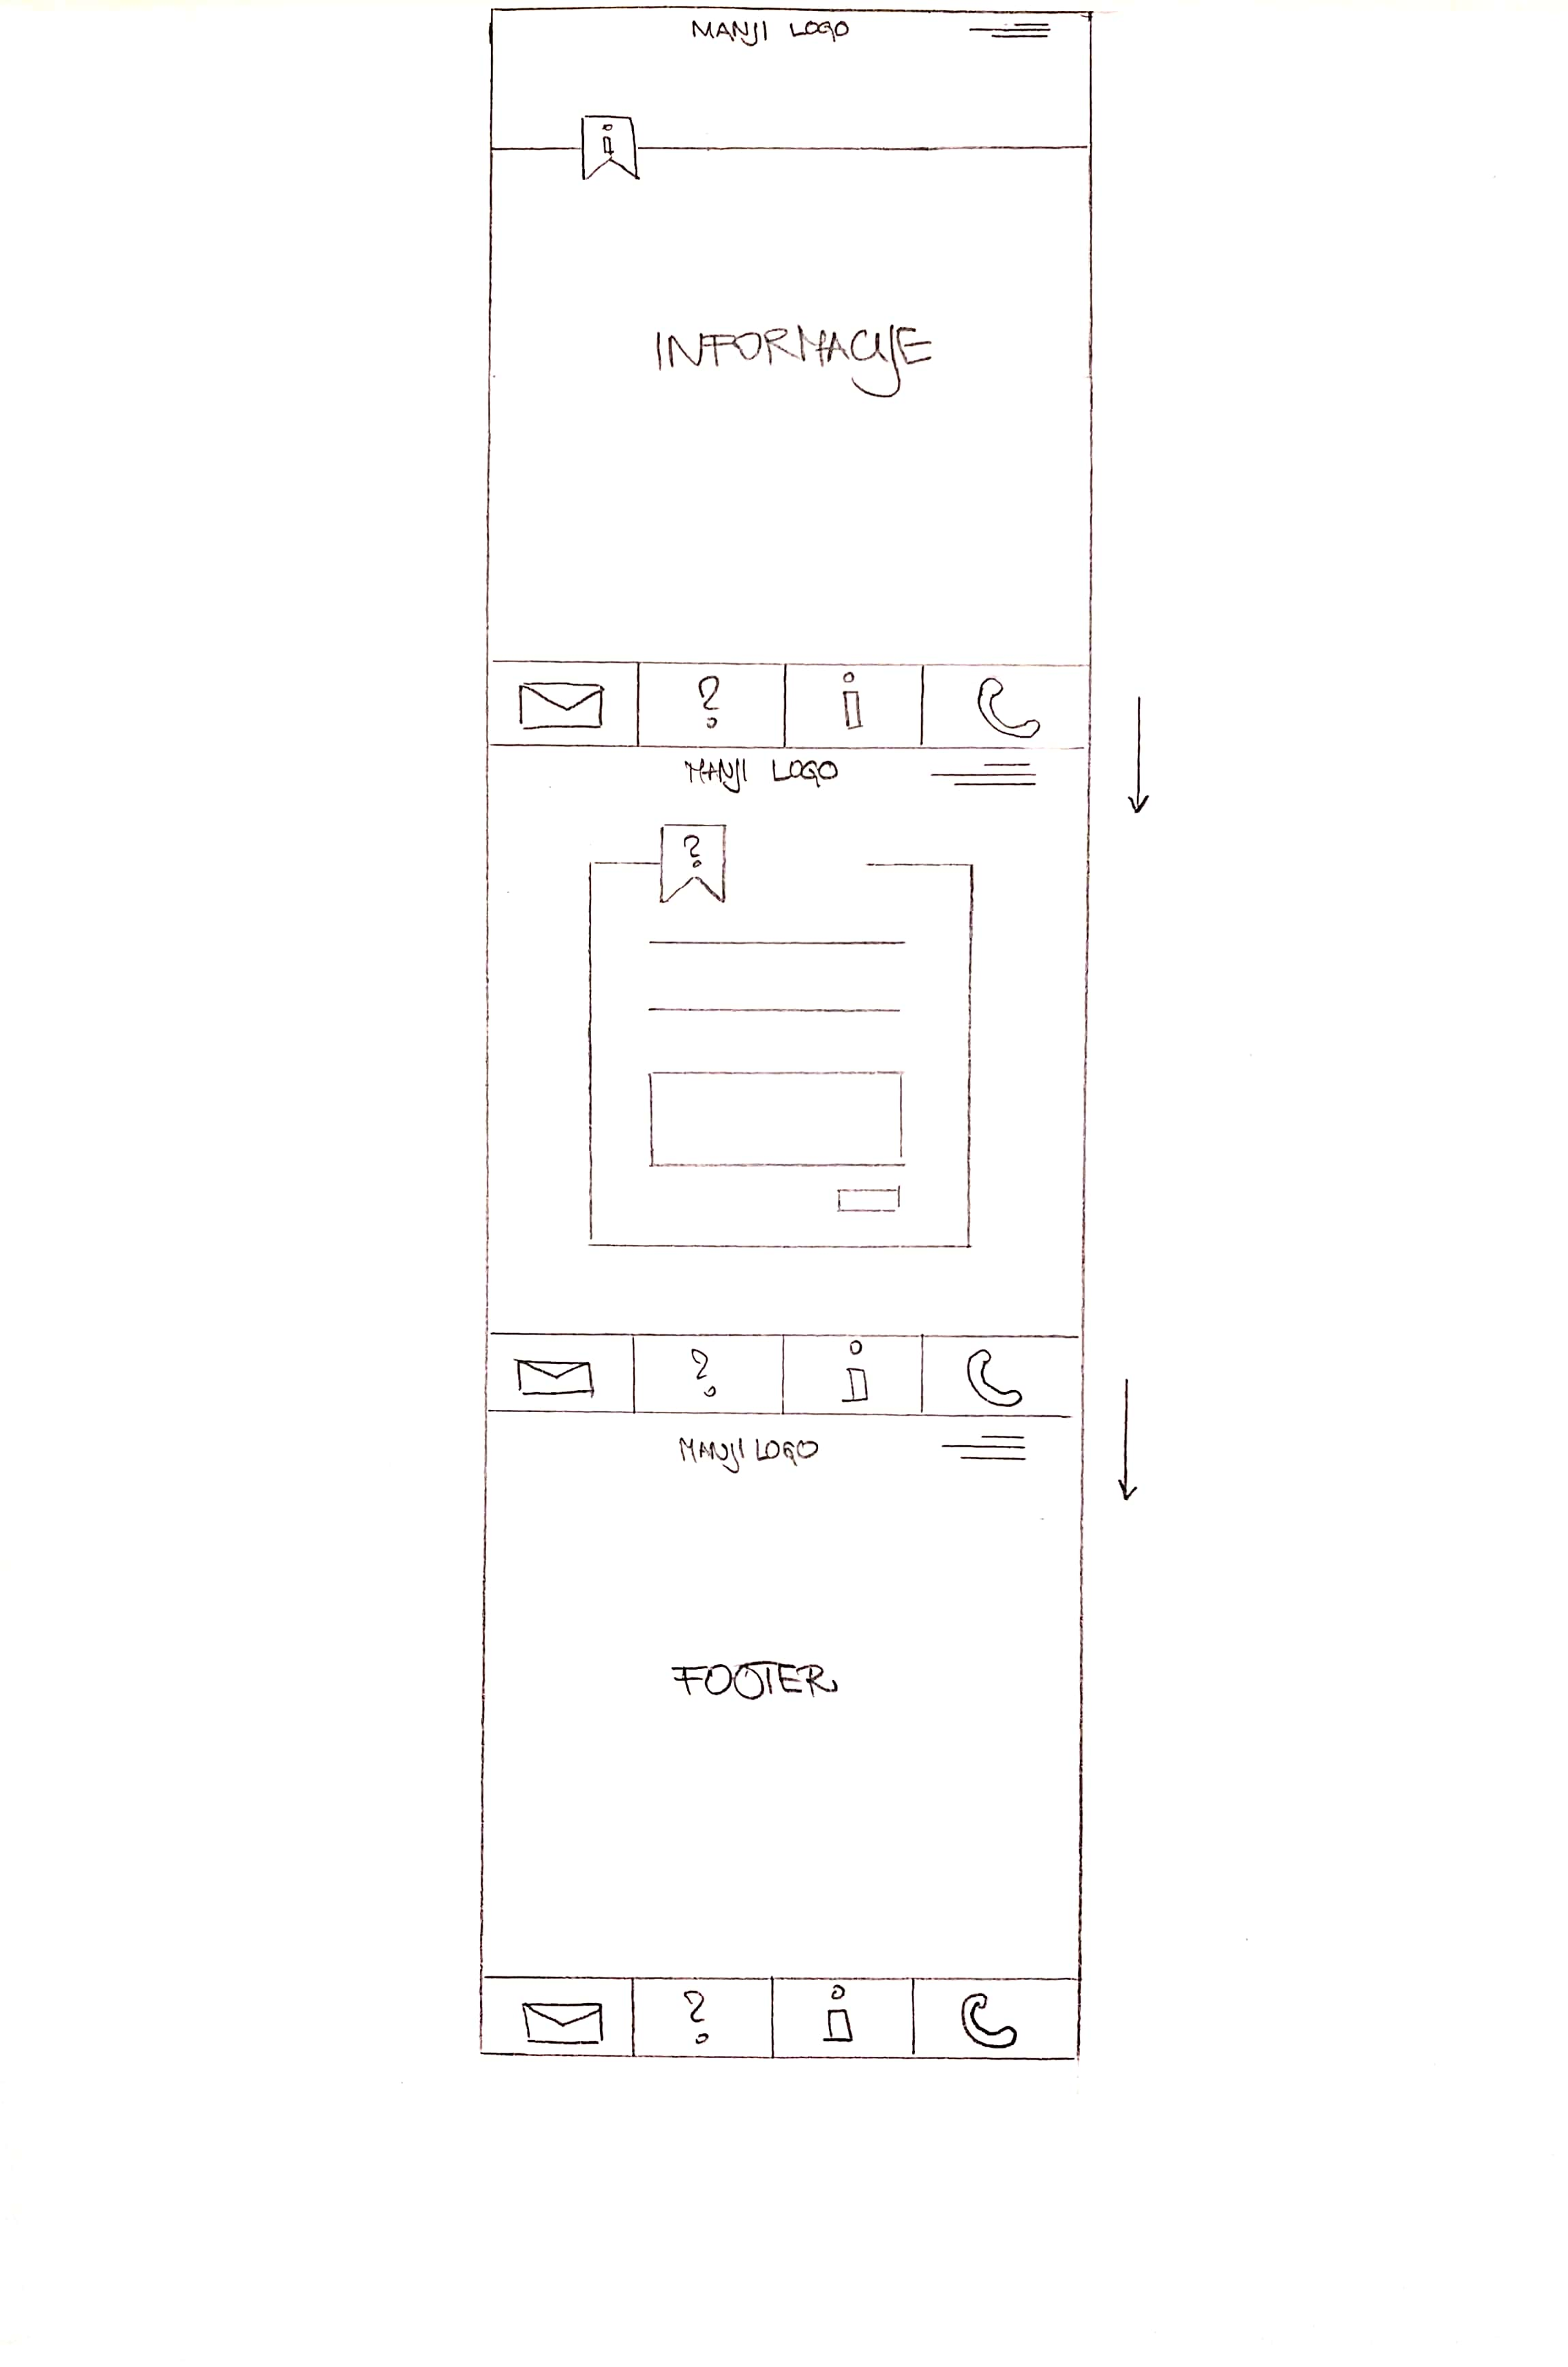 MANJI LOGO
i
INFORMACIJE
? i
MANJI LOGO
?
? i
MANJI LOGO
FOOTER
? i